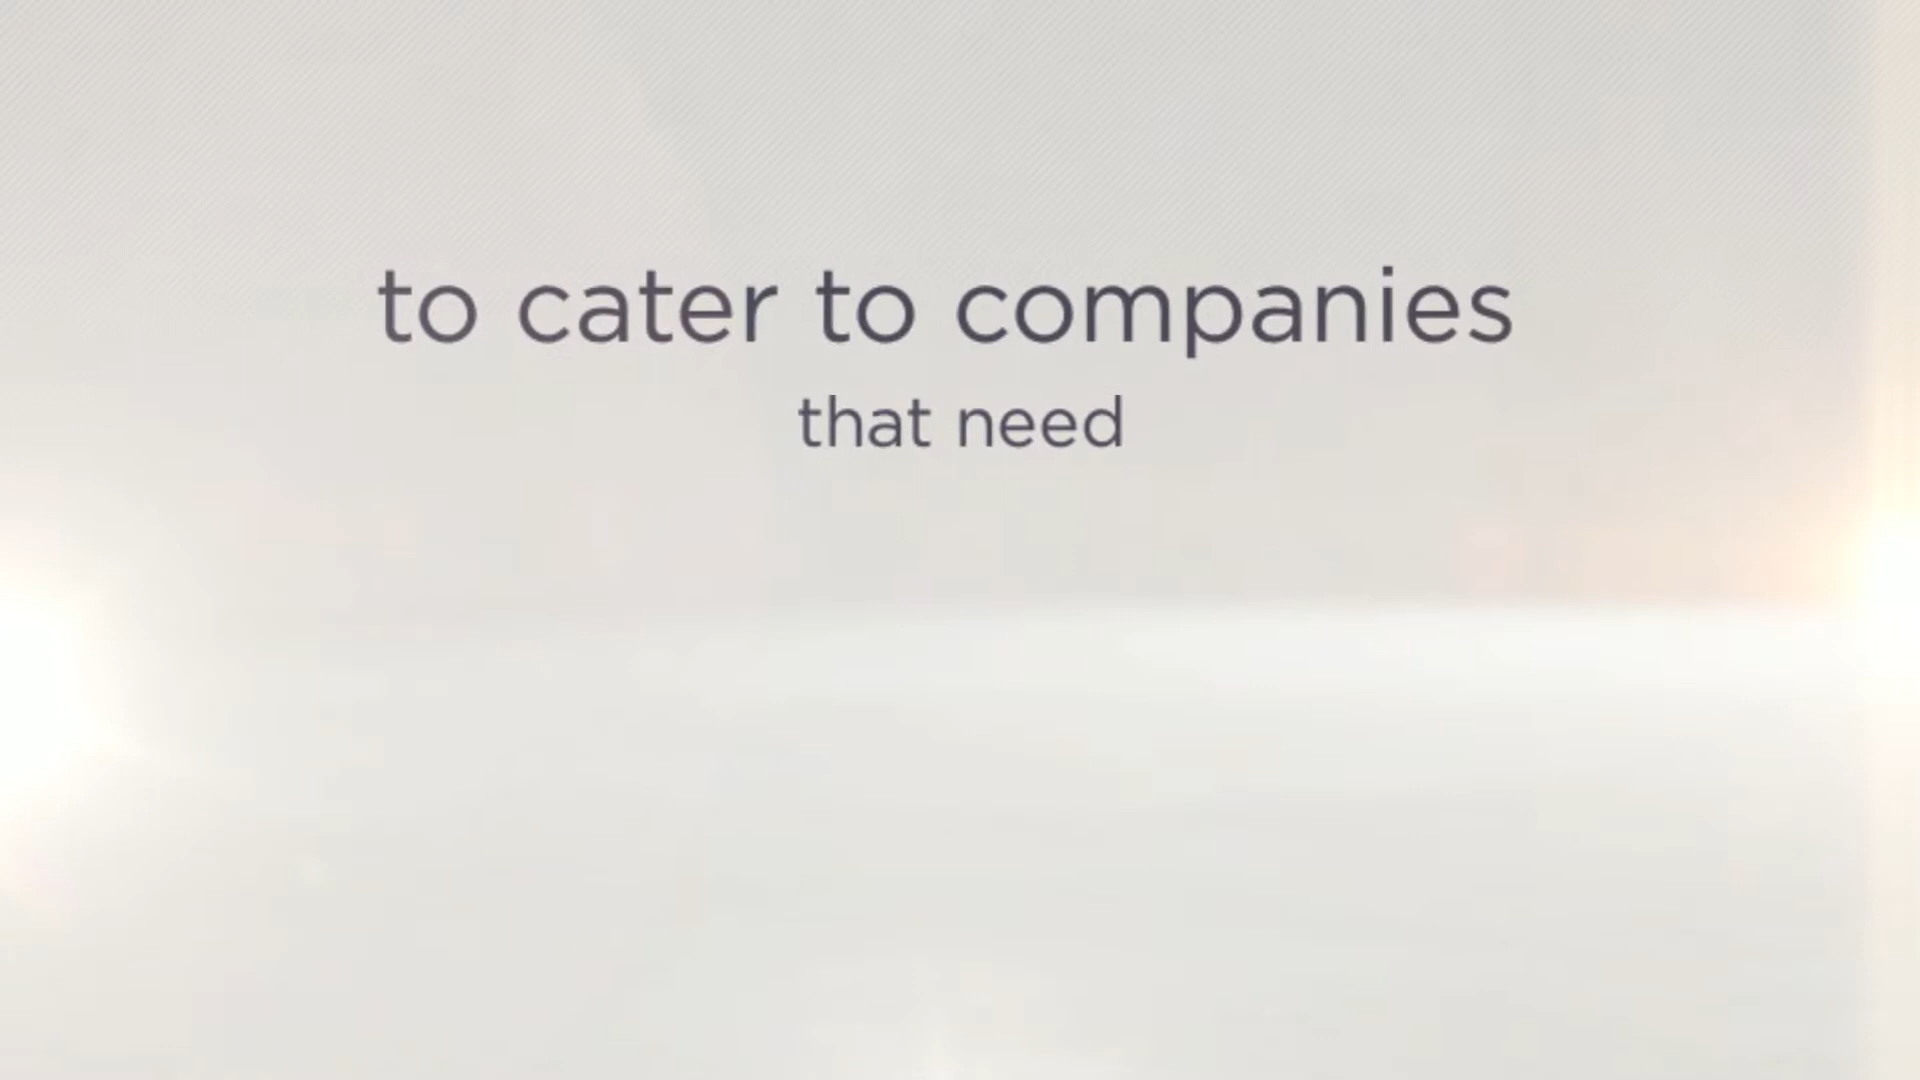 to cater to companies
that need